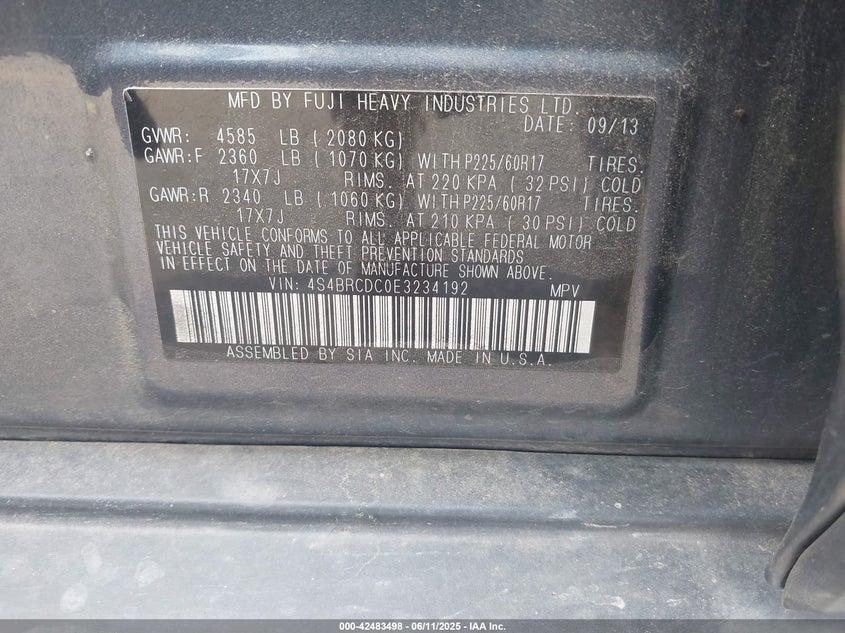 MFD BY FUJI HEAVY INDUSTRIES LTD.
DATE: 09/13
GVWR: 4585 LB ( 2080 KG)
GAWR:F 2360 LB ( 1070 KG) WITH P225/60R17 TIRES.
17X7J RIMS. AT 220 KPA ( 32 PSI) COLD
GAWR:R 2340 LB ( 1060 KG) WITH P225/60R17 TIRES.
17X7J RIMS. AT 210 KPA ( 30 PSI) COLD
THIS VEHICLE CONFORMS TO ALL APPLICABLE FEDERAL MOTOR
VEHICLE SAFETY AND THEFT PREVENTION STANDARDS
IN EFFECT ON THE DATE OF MANUFACTURE SHOWN ABOVE.
VIN: 4S4BRCDC0E3234192 MPV
ASSEMBLED BY SIA INC. MADE IN U.S.A.
000-42483498 - 06/11/2025 - IAA Inc.